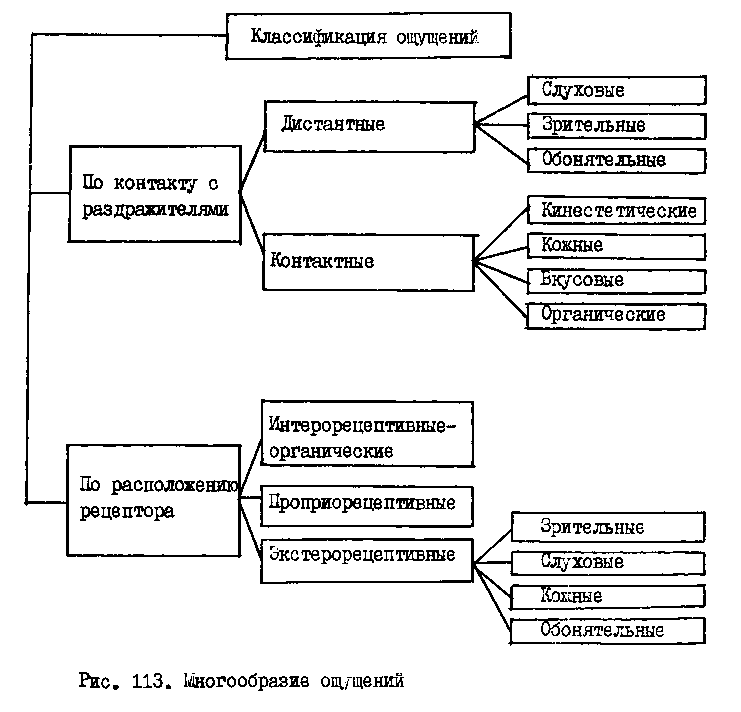 Классификация ощущений
Слуховые
Дистантные
Зрительные
Обонятельные
По контакту с
раздражителями
Кинестетические
Кожные
Контактные
Вкусовые
Органические
Интерорецептивные-
органические
По расположению
рецептора
Проприорецептивные
Экстерорецептивные
Зрительные
Слуховые
Кожные
Обонятельные
Рис. 113. Многообразие ощущений